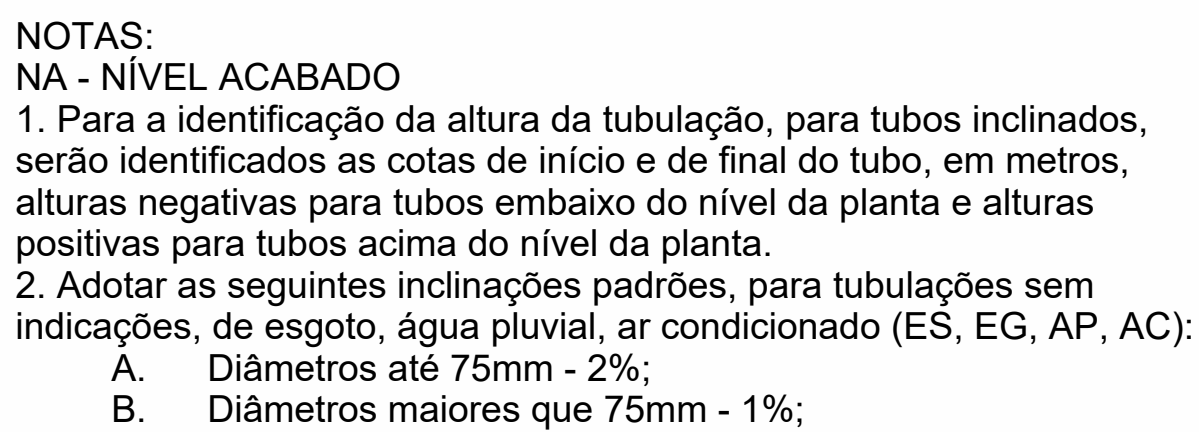 NOTAS:
NA - NÍVEL ACABADO
1. Para a identificação da altura da tubulação, para tubos inclinados,
serão identificados as cotas de início e de final do tubo, em metros,
alturas negativas para tubos embaixo do nível da planta e alturas
positivas para tubos acima do nível da planta.
2. Adotar as seguintes inclinações padrões, para tubulações sem
indicações, de esgoto, água pluvial, ar condicionado (ES, EG, AP, AC):
A. Diâmetros até 75mm - 2%;
B. Diâmetros maiores que 75mm - 1%;